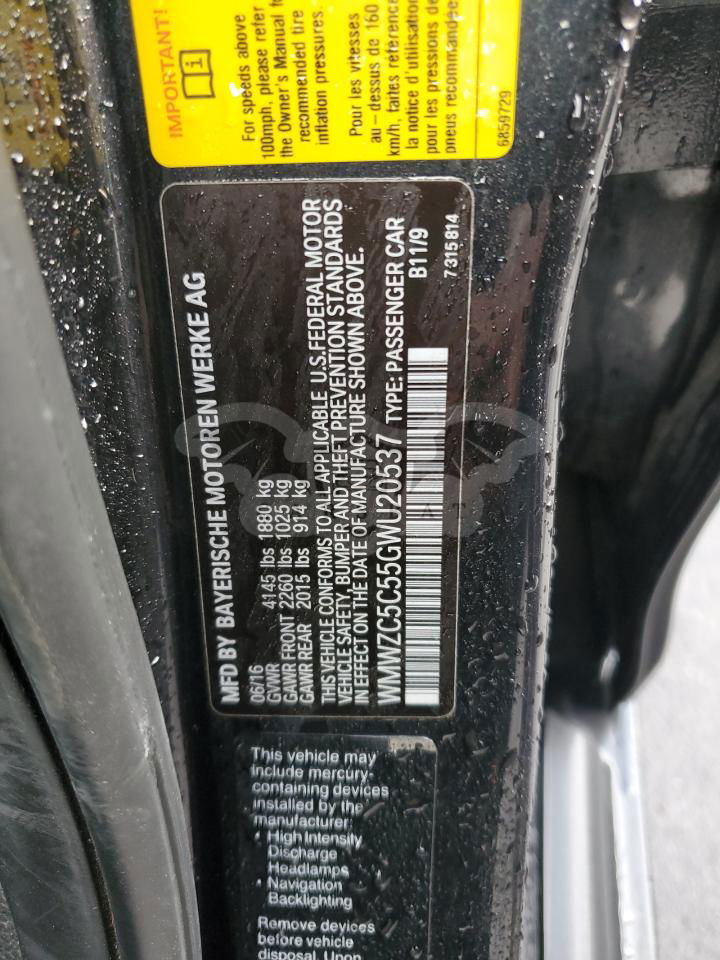 IMPORTANT!
For speeds above
100mph, please refer
the Owner's Manual f
recommended tire
inflation pressures
Pour les vitesses
au-dessus de 160
km/h, faites référence
la notice d'utilisation
pour les pressions de
pneus recommandée
6859729
MFD BY BAYERISCHE MOTOREN WERKE AG
06/16
GVWR 4145 lbs 1880 kg
GAWR FRONT 2260 lbs 1025 kg
GAWR REAR 2015 lbs 914 kg
THIS VEHICLE CONFORMS TO ALL APPLICABLE U.S. FEDERAL MOTOR
VEHICLE SAFETY, BUMPER AND THEFT PREVENTION STANDARDS
IN EFFECT ON THE DATE OF MANUFACTURE SHOWN ABOVE.
WMWZC5C55GWU20537 TYPE: PASSENGER CAR
B11/9
7 315 814
This vehicle may
include mercury-
containing devices
installed by the
manufacturer:
• High Intensity
Discharge
Headlamps
• Navigation
Backlighting
Remove devices
before vehicle
disposal. Upon